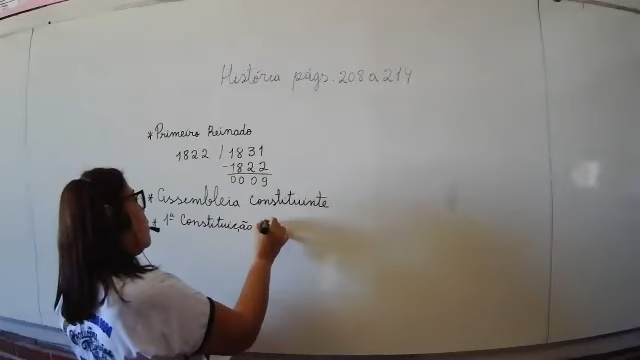 História págs. 208 a 214
* Primeiro Reinado
1822 / 1831
-1822
0009
* Assembleia Constituinte
* 1ª Constituição